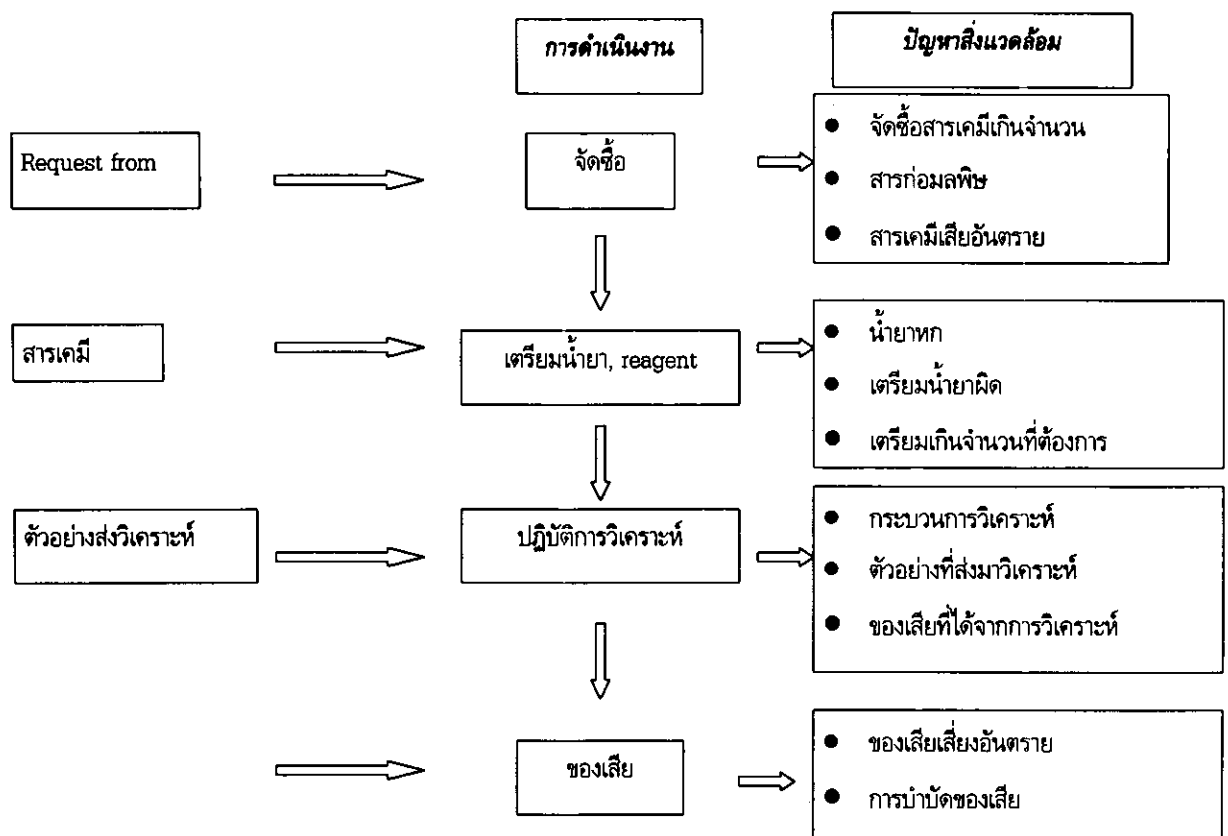 การดำเนินงาน
ปัญหาสิ่งแวดล้อม
Request from
จัดซื้อ
● จัดซื้อสารเคมีเกินจำนวน
● สารก่อมลพิษ
● สารเคมีเสียอันตราย
สารเคมี
เตรียมน้ำยา, reagent
● น้ำยาหก
● เตรียมน้ำยาผิด
● เตรียมเกินจำนวนที่ต้องการ
ตัวอย่างส่งวิเคราะห์
ปฏิบัติการวิเคราะห์
● กระบวนการวิเคราะห์
● ตัวอย่างที่ส่งมาวิเคราะห์
● ของเสียที่ได้จากการวิเคราะห์
ของเสีย
● ของเสียเสี่ยงอันตราย
● การบำบัดของเสีย